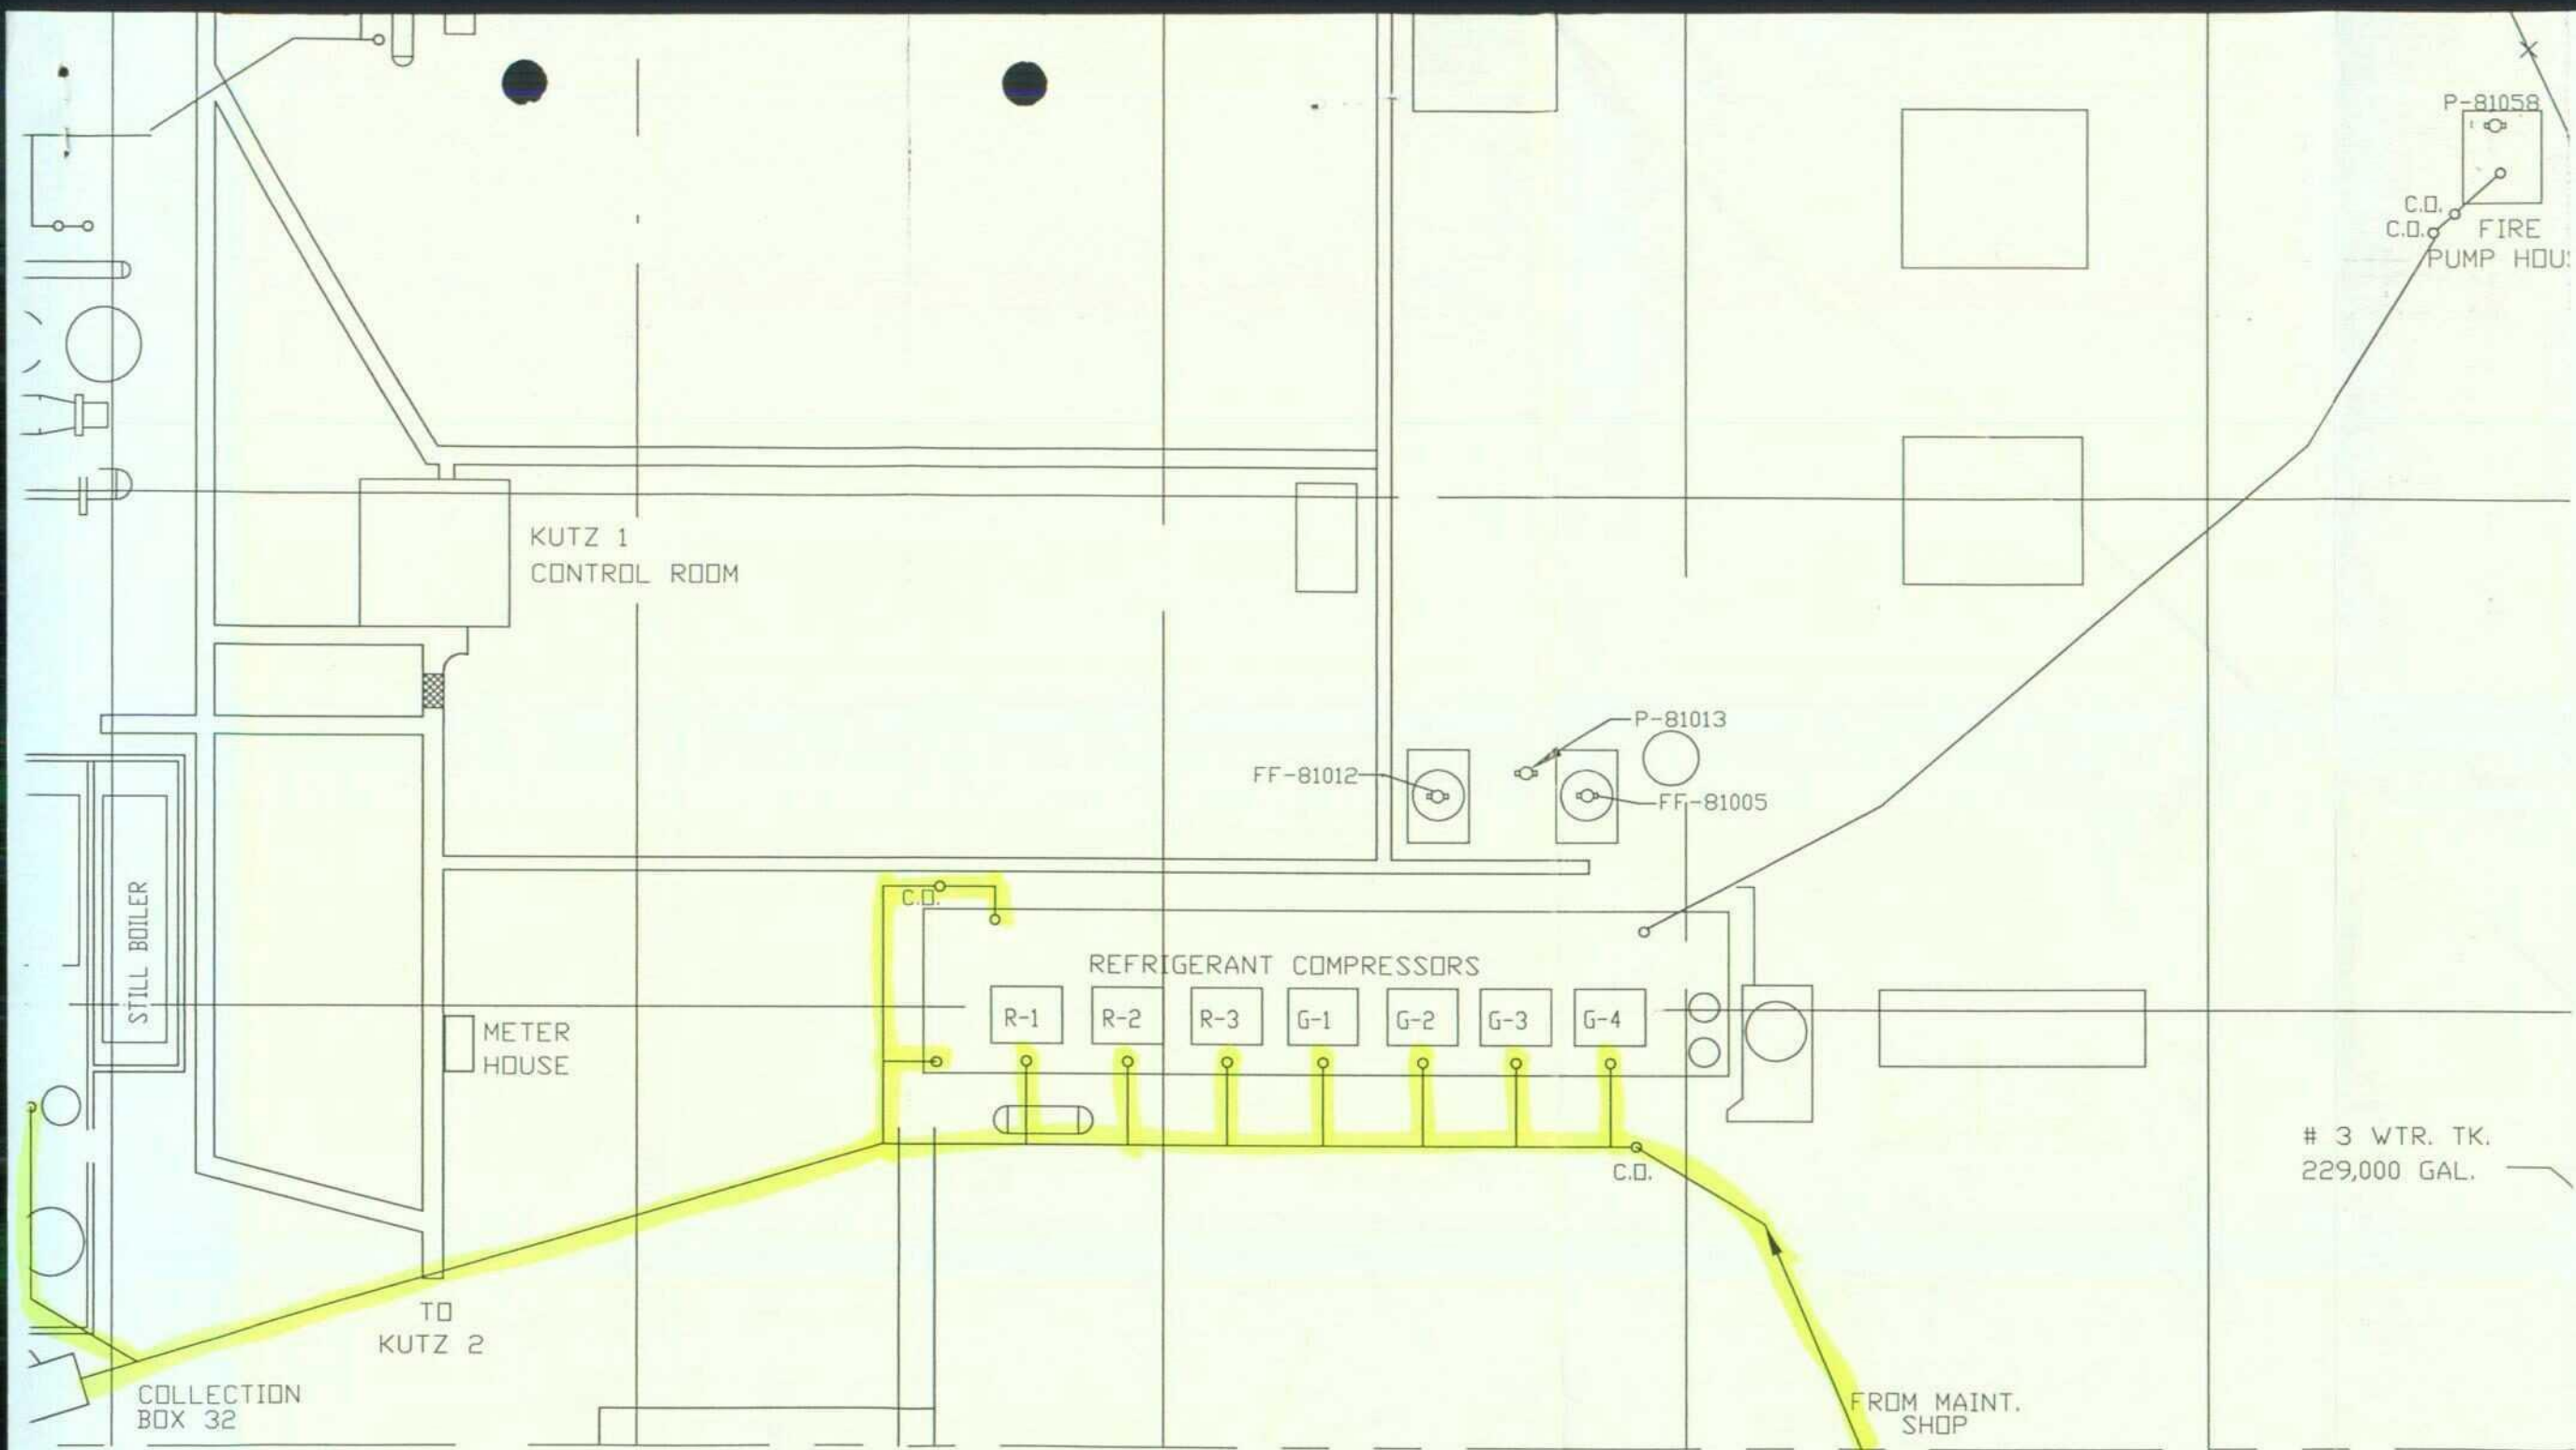 P-81058
C.O.
C.O.
FIRE
KUTZ 1
CONTROL ROOM
P-81013
FF-81012
FF-81005
C.O.
STILL BOILER
REFRIGERANT COMPRESSORS
R-1 R-2 R-3 G-1 G-2 G-3 G-4
METER
HOUSE
# 3 WTR. TK.
229,000 GAL.
C.O.
TO
KUTZ 2
COLLECTION
BOX 32
FROM MAINT.
SHOP
PUMP